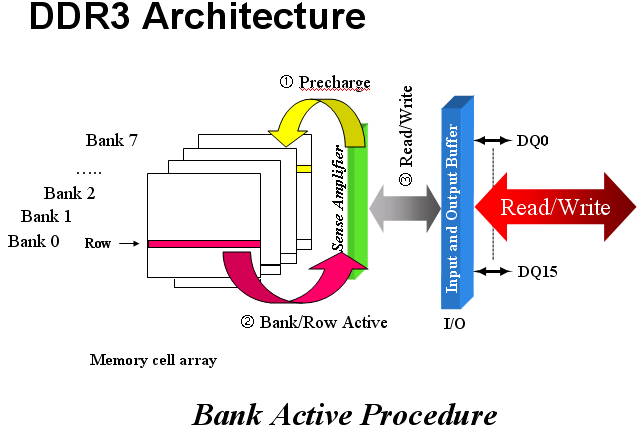 DDR3 Architecture
① Precharge
Bank 7
.....
Bank 2
Bank 1
Bank 0
Row
Sense Amplifier
③ Read/Write
Input and Output Buffer
DQ0
Read/Write
DQ15
② Bank/Row Active
I/O
Memory cell array
Bank Active Procedure